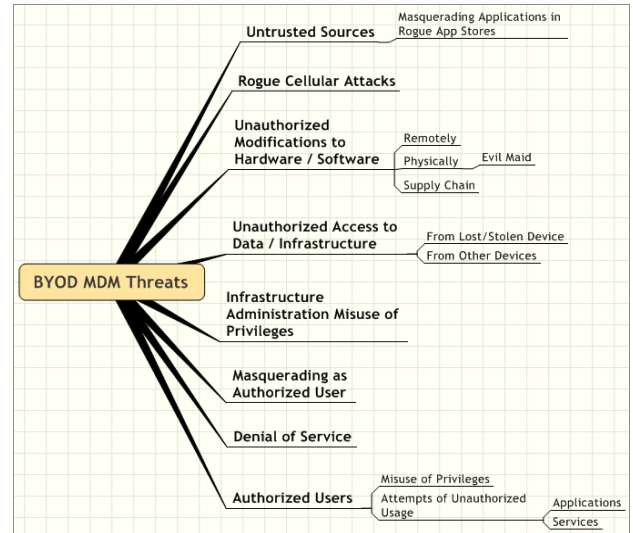 Untrusted Sources
Masquerading Applications in
Rogue App Stores
Rogue Cellular Attacks
Unauthorized
Modifications to
Hardware / Software
Remotely
Physically
Evil Maid
Supply Chain
Unauthorized Access to
Data / Infrastructure
From Lost/Stolen Device
From Other Devices
BYOD MDM Threats
Infrastructure
Administration Misuse of
Privileges
Masquerading as
Authorized User
Denial of Service
Authorized Users
Misuse of Privileges
Attempts of Unauthorized
Usage
Applications
Services